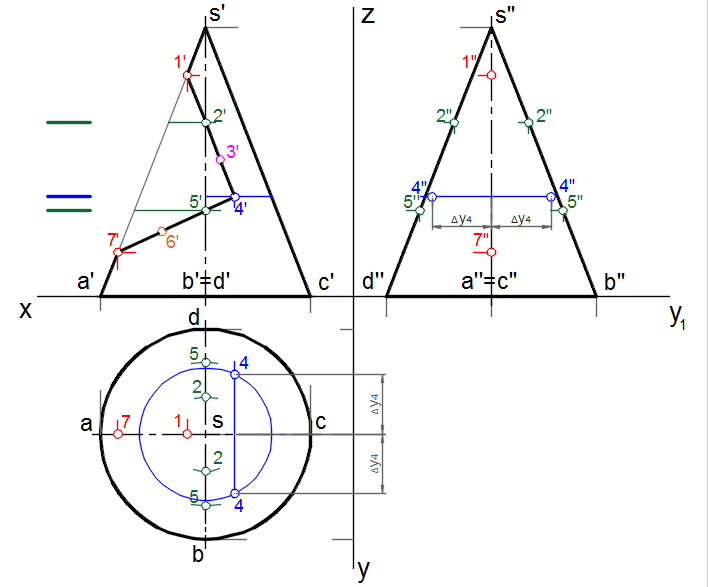 s' z s"
1' 1"
2' 2" 2"
3'
4" 4"
5' 4' 5" 5"
Δy4 Δy4
7' 6' 7"
a' b'=d' c' d" a"=c" b"
x y1
d
5 4
2 Δy4
a 7 1 s c
2 Δy4
5 4
b y